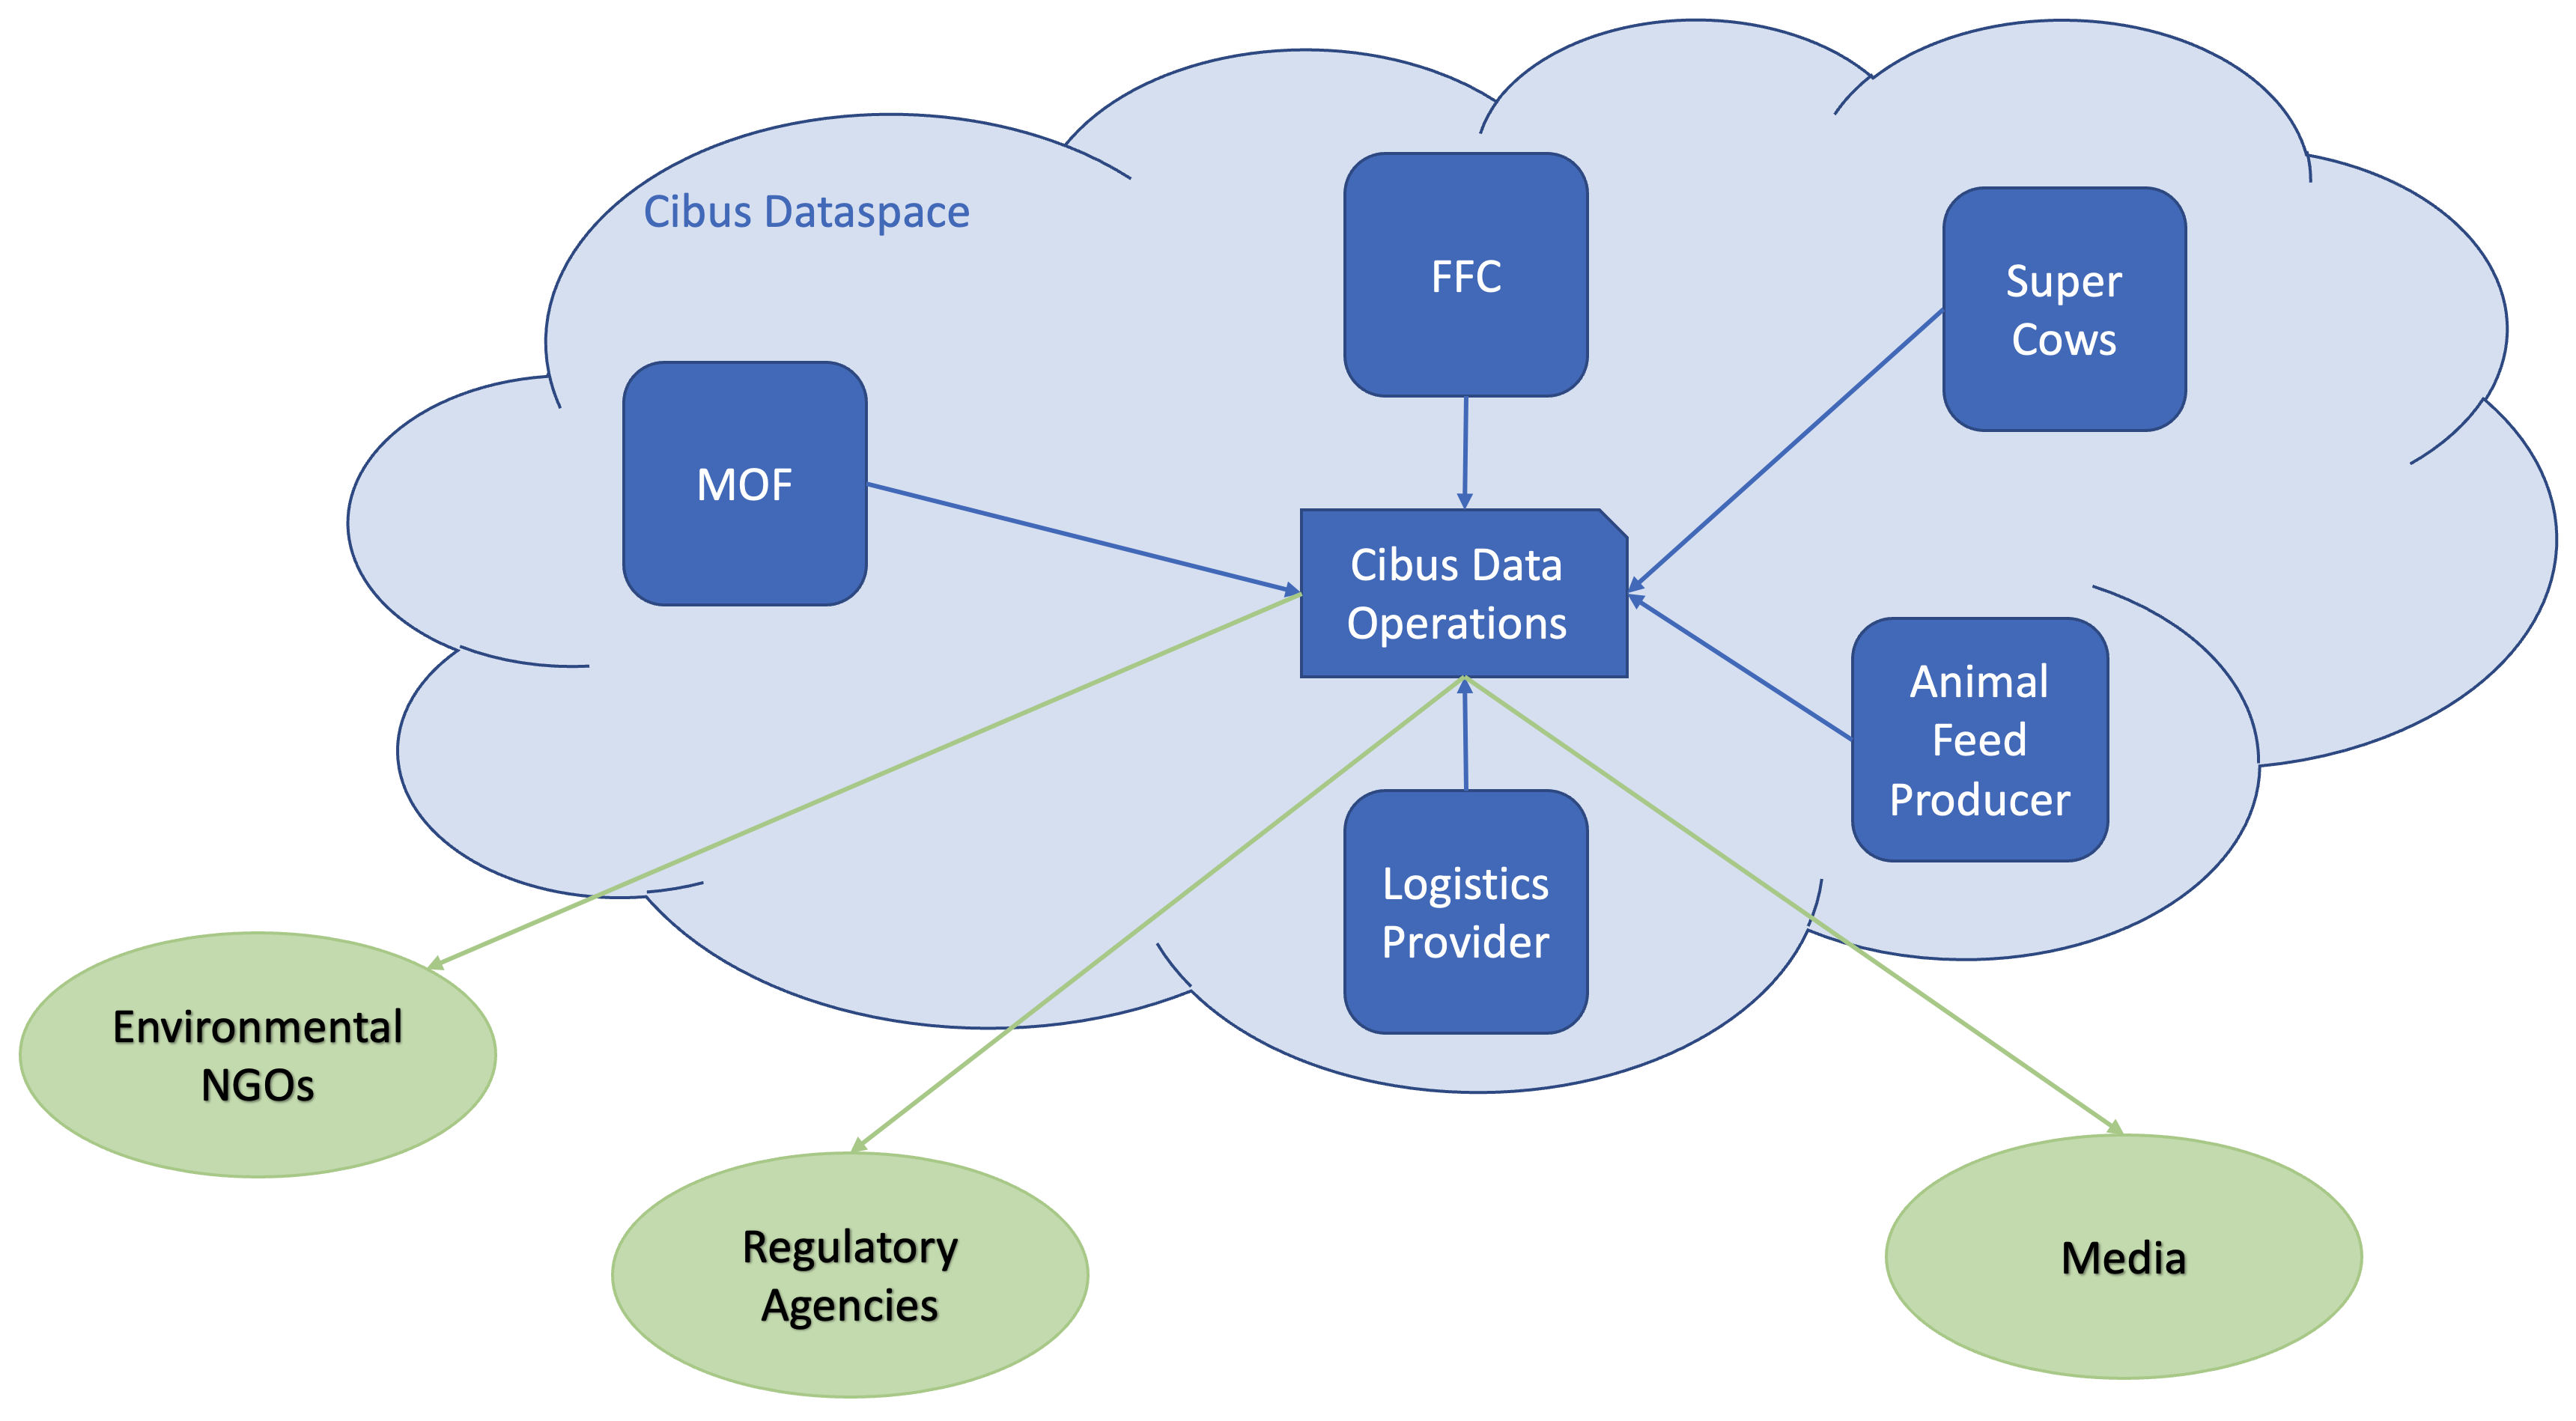 Cibus Dataspace
FFC
Super
Cows
MOF
Cibus Data
Operations
Animal
Feed
Producer
Logistics
Provider
Environmental
NGOs
Regulatory
Agencies
Media